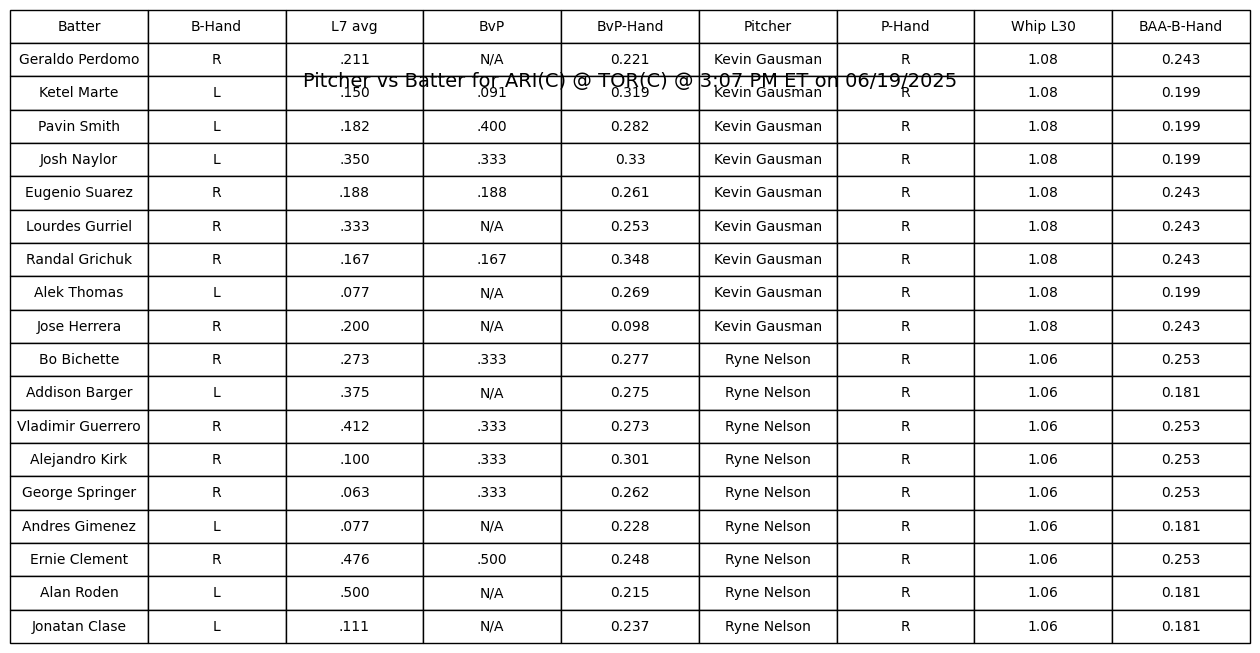 Batter B-Hand L7 avg BvP BvP-Hand Pitcher P-Hand Whip L30 BAA-B-Hand
Geraldo Perdomo R .211 N/A 0.221 Kevin Gausman R 1.08 0.243
Pitcher vs Batter for ARI(C) @ TOR(C) @ 3:07 PM ET on 06/19/2025
Ketel Marte L .150 .091 0.319 Kevin Gausman R 1.08 0.199
Pavin Smith L .182 .400 0.282 Kevin Gausman R 1.08 0.199
Josh Naylor L .350 .333 0.33 Kevin Gausman R 1.08 0.199
Eugenio Suarez R .188 .188 0.261 Kevin Gausman R 1.08 0.243
Lourdes Gurriel R .333 N/A 0.253 Kevin Gausman R 1.08 0.243
Randal Grichuk R .167 .167 0.348 Kevin Gausman R 1.08 0.243
Alek Thomas L .077 N/A 0.269 Kevin Gausman R 1.08 0.199
Jose Herrera R .200 N/A 0.098 Kevin Gausman R 1.08 0.243
Bo Bichette R .273 .333 0.277 Ryne Nelson R 1.06 0.253
Addison Barger L .375 N/A 0.275 Ryne Nelson R 1.06 0.181
Vladimir Guerrero R .412 .333 0.273 Ryne Nelson R 1.06 0.253
Alejandro Kirk R .100 .333 0.301 Ryne Nelson R 1.06 0.253
George Springer R .063 .333 0.262 Ryne Nelson R 1.06 0.253
Andres Gimenez L .077 N/A 0.228 Ryne Nelson R 1.06 0.181
Ernie Clement R .476 .500 0.248 Ryne Nelson R 1.06 0.253
Alan Roden L .500 N/A 0.215 Ryne Nelson R 1.06 0.181
Jonatan Clase L .111 N/A 0.237 Ryne Nelson R 1.06 0.181